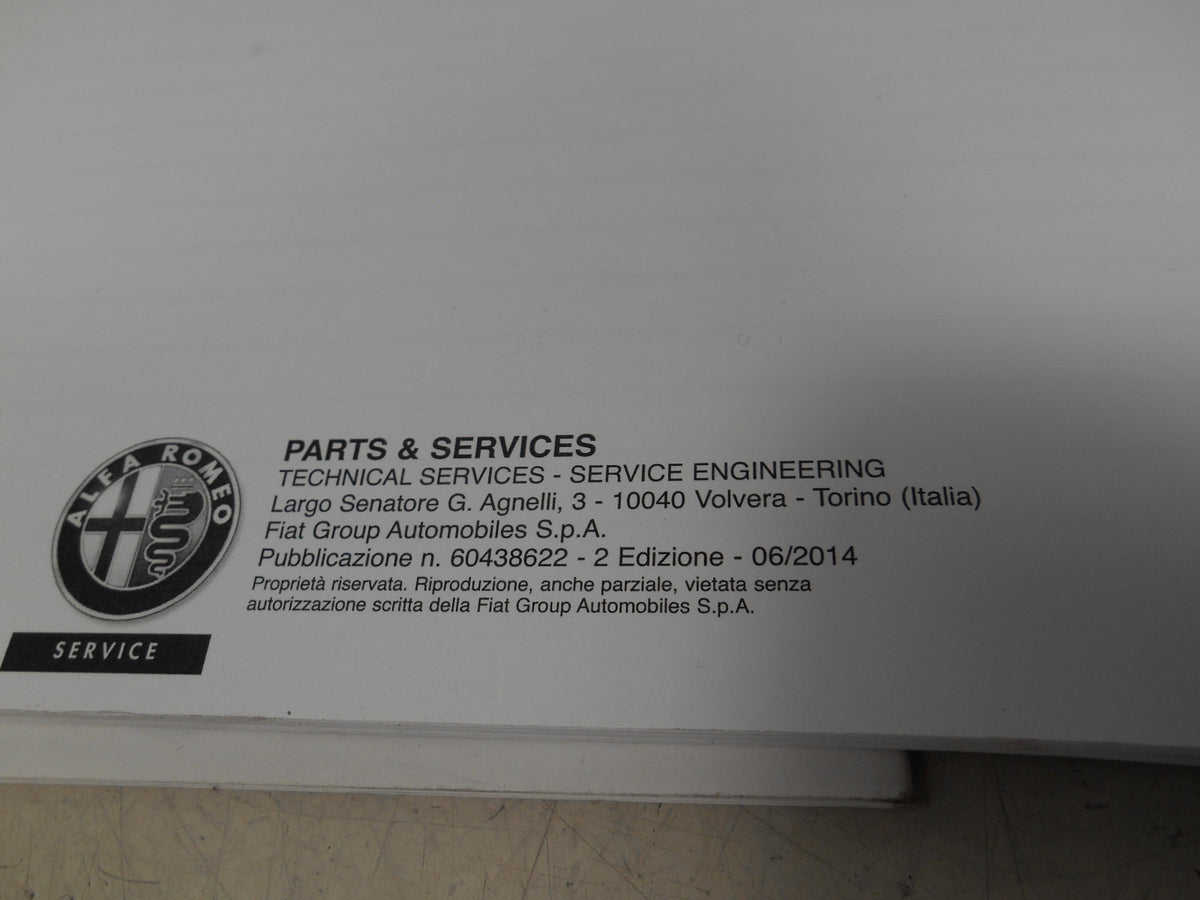 ALFA ROMEO
SERVICE
PARTS & SERVICES
TECHNICAL SERVICES - SERVICE ENGINEERING
Largo Senatore G. Agnelli, 3 - 10040 Volvera - Torino (Italia)
Fiat Group Automobiles S.p.A.
Pubblicazione n. 60438622 - 2 Edizione - 06/2014
Proprietà riservata. Riproduzione, anche parziale, vietata senza
autorizzazione scritta della Fiat Group Automobiles S.p.A.